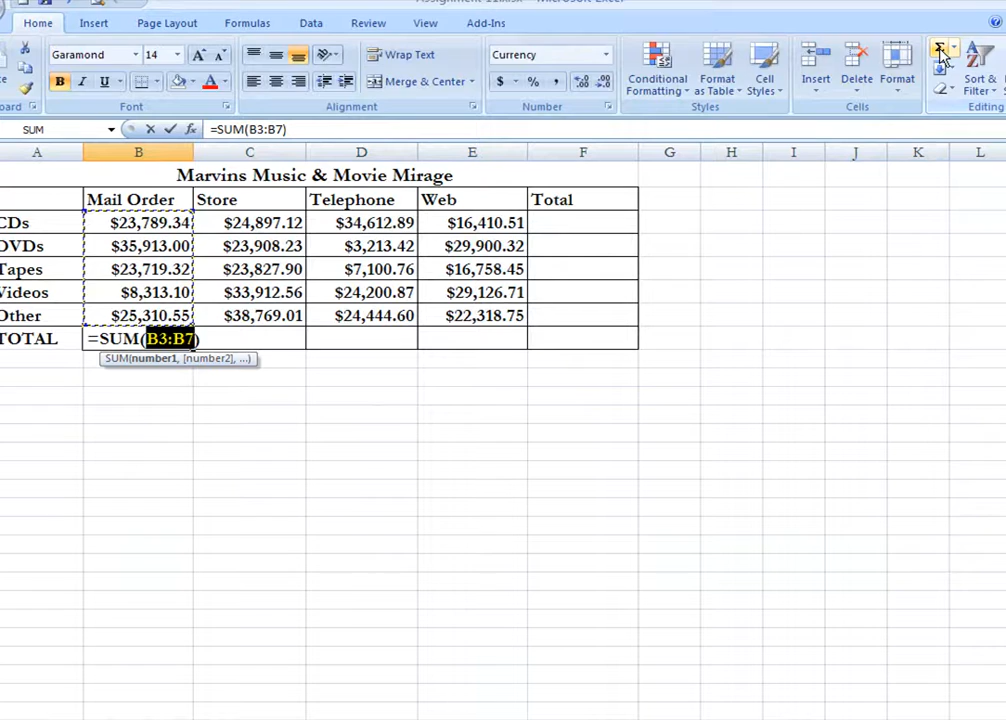 Home Insert Page Layout Formulas Data Review View Add-Ins
Garamond 14 A A Wrap Text Currency Conditional Format Cell Insert Delete Format Σ Sort &
B I U A Merge & Center $ % , Formatting as Table Styles Filter
Font Alignment Number Styles Cells Editing
SUM fx =SUM(B3:B7)
A B C D E F G H I J K L
Marvins Music & Movie Mirage
Mail Order Store Telephone Web Total
CDs $23,789.34 $24,897.12 $34,612.89 $16,410.51
DVDs $35,913.00 $23,908.23 $3,213.42 $29,900.32
Tapes $23,719.32 $23,827.90 $7,100.76 $16,758.45
Videos $8,313.10 $33,912.56 $24,200.87 $29,126.71
Other $25,310.55 $38,769.01 $24,444.60 $22,318.75
TOTAL =SUM(B3:B7)
SUM(number1, [number2], ...)